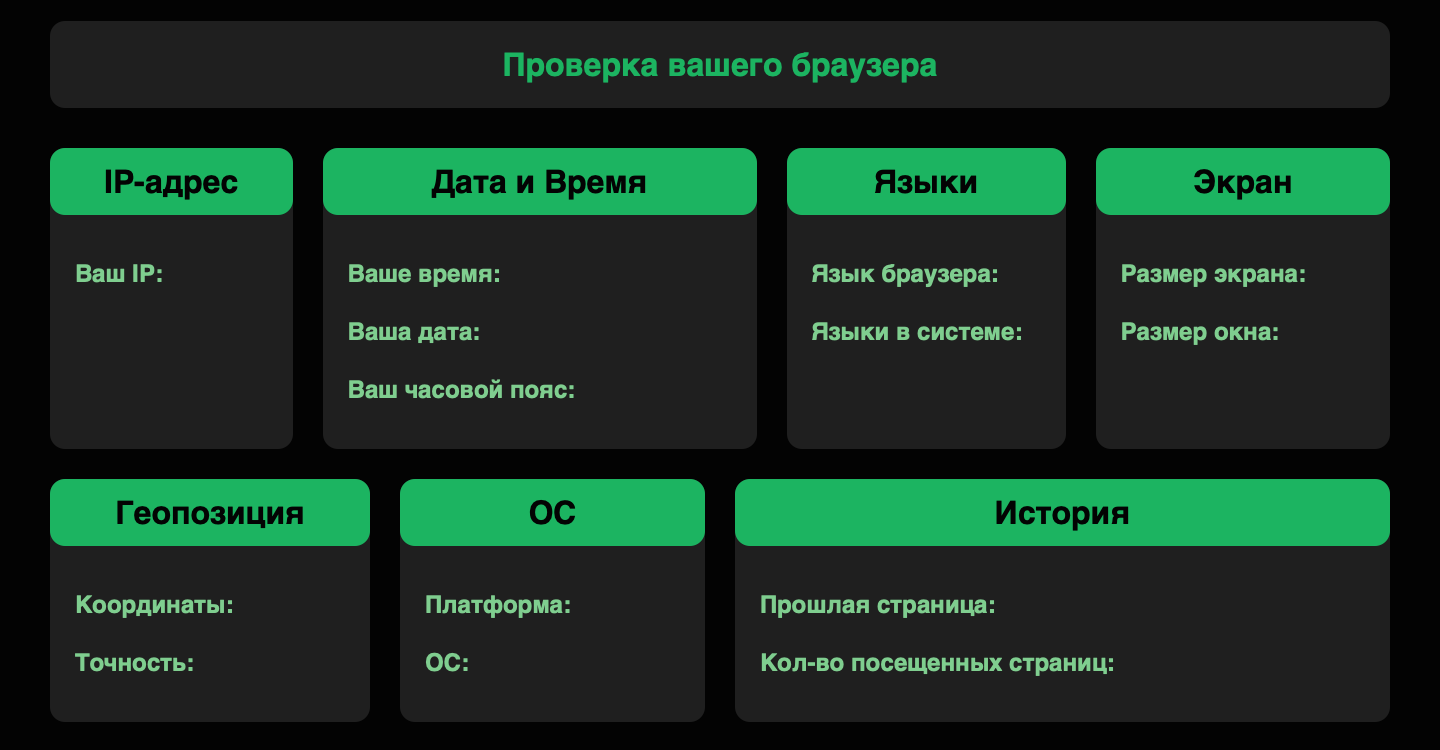 Проверка вашего браузера
IP-адрес
Ваш IP:
Дата и Время
Ваше время:
Ваша дата:
Ваш часовой пояс:
Языки
Язык браузера:
Языки в системе:
Экран
Размер экрана:
Размер окна:
Геопозиция
Координаты:
Точность:
ОС
Платформа:
ОС:
История
Прошлая страница:
Кол-во посещенных страниц: